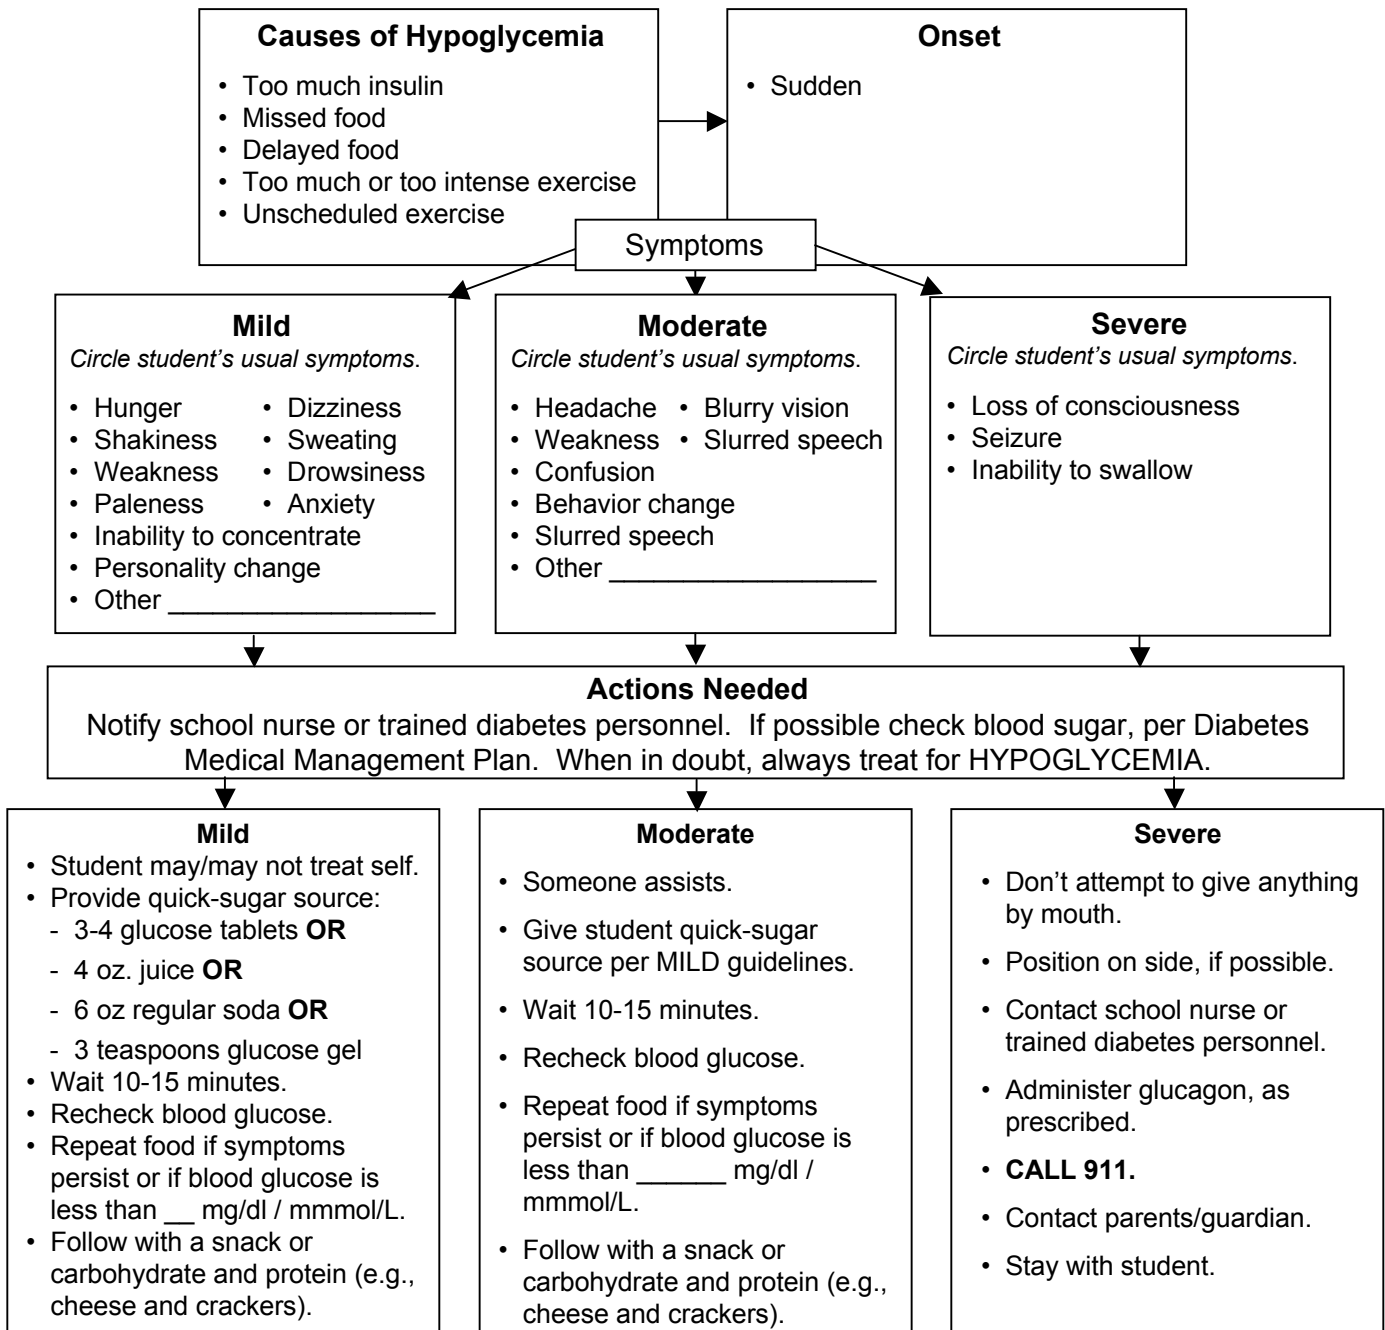 Causes of Hypoglycemia
• Too much insulin
• Missed food
• Delayed food
• Too much or too intense exercise
• Unscheduled exercise
Onset
• Sudden
Symptoms
Mild
Circle student's usual symptoms.
• Hunger • Dizziness
• Shakiness • Sweating
• Weakness • Drowsiness
• Paleness • Anxiety
• Inability to concentrate
• Personality change
• Other __________________
Moderate
Circle student's usual symptoms.
• Headache • Blurry vision
• Weakness • Slurred speech
• Confusion
• Behavior change
• Slurred speech
• Other __________________
Severe
Circle student's usual symptoms.
• Loss of consciousness
• Seizure
• Inability to swallow
Actions Needed
Notify school nurse or trained diabetes personnel. If possible check blood sugar, per Diabetes
Medical Management Plan. When in doubt, always treat for HYPOGLYCEMIA.
Mild
• Student may/may not treat self.
• Provide quick-sugar source:
- 3-4 glucose tablets OR
- 4 oz. juice OR
- 6 oz regular soda OR
- 3 teaspoons glucose gel
• Wait 10-15 minutes.
• Recheck blood glucose.
• Repeat food if symptoms
persist or if blood glucose is
less than __ mg/dl / mmmol/L.
• Follow with a snack or
carbohydrate and protein (e.g.,
cheese and crackers).
Moderate
• Someone assists.
• Give student quick-sugar
source per MILD guidelines.
• Wait 10-15 minutes.
• Recheck blood glucose.
• Repeat food if symptoms
persist or if blood glucose is
less than ______ mg/dl /
mmmol/L.
• Follow with a snack or
carbohydrate and protein (e.g.,
cheese and crackers).
Severe
• Don't attempt to give anything
by mouth.
• Position on side, if possible.
• Contact school nurse or
trained diabetes personnel.
• Administer glucagon, as
prescribed.
• CALL 911.
• Contact parents/guardian.
• Stay with student.